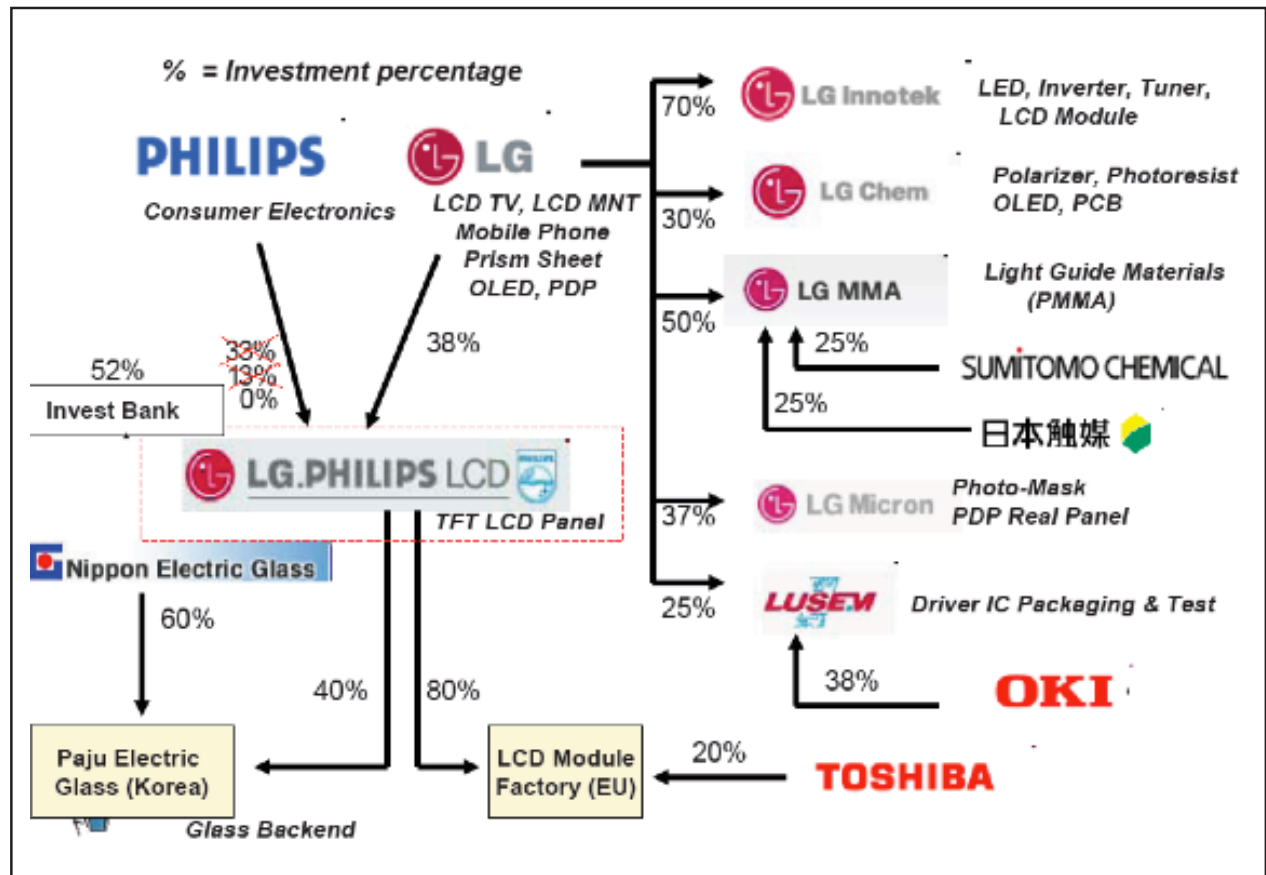 % = Investment percentage
PHILIPS
Consumer Electronics
LG
LCD TV, LCD MNT
Mobile Phone
Prism Sheet
OLED, PDP
70%
LG Innotek
LED, Inverter, Tuner,
LCD Module
30%
LG Chem
Polarizer, Photoresist
OLED, PCB
50%
LG MMA
Light Guide Materials
(PMMA)
25%
SUMITOMO CHEMICAL
25%
日本触媒
33%
13%
0%
38%
52%
Invest Bank
LG.PHILIPS LCD
PHILIPS
TFT LCD Panel
37%
LG Micron
Photo-Mask
PDP Real Panel
25%
LUSEM
Driver IC Packaging & Test
38%
OKI
Nippon Electric Glass
60%
40%
80%
Paju Electric
Glass (Korea)
Glass Backend
LCD Module
Factory (EU)
20%
TOSHIBA